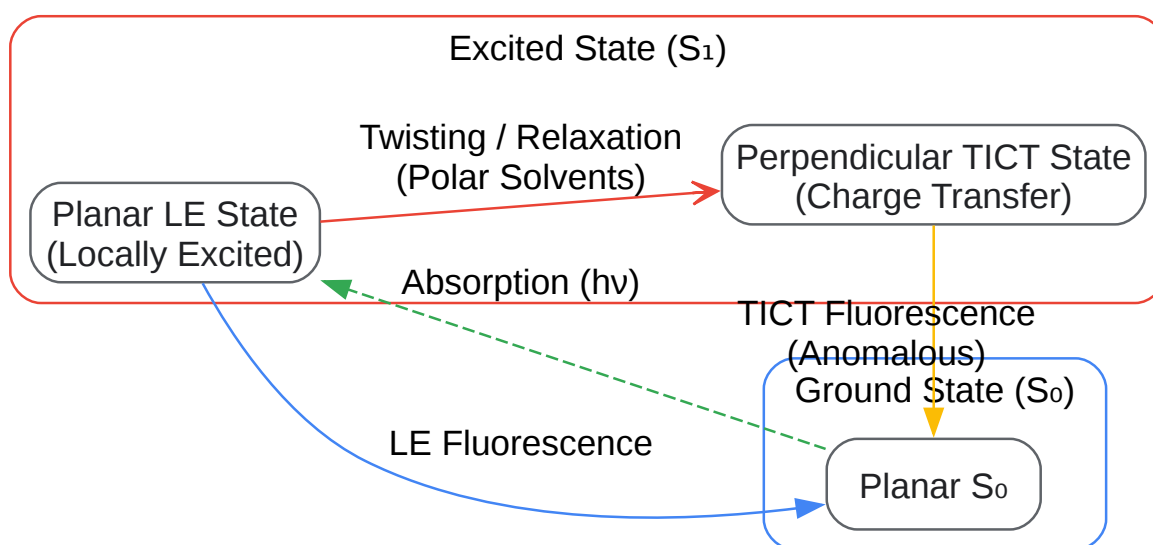 Excited State (S₁)
Twisting / Relaxation
(Polar Solvents)
Perpendicular TICT State
(Charge Transfer)
Planar LE State
(Locally Excited)
Absorption (hν)
TICT Fluorescence
(Anomalous)
Ground State (S₀)
LE Fluorescence
Planar S₀